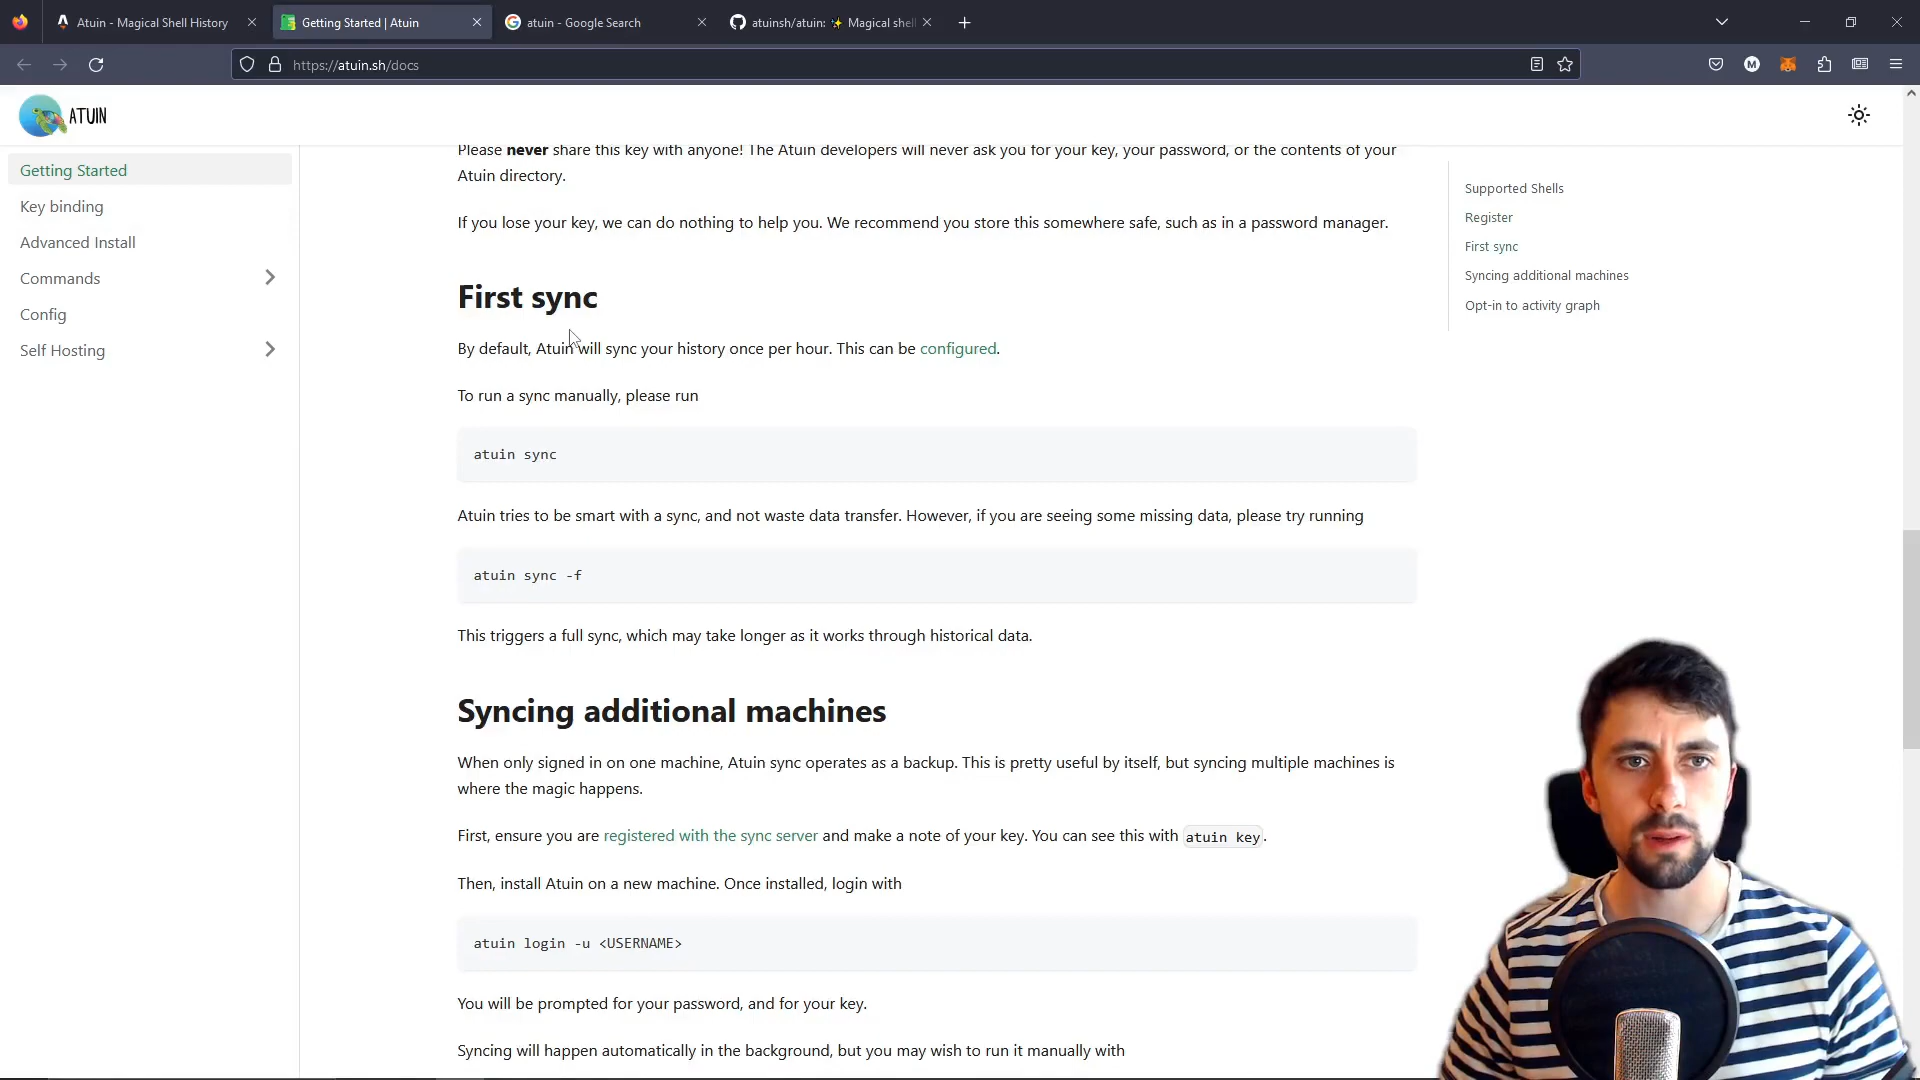 Atuin - Magical Shell History
Getting Started | Atuin
atuin - Google Search
atuinsh/atuin: ✨ Magical shel
https://atuin.sh/docs
M
ATUIN
Getting Started
Key binding
Advanced Install
Commands
Config
Self Hosting
Please never share this key with anyone! The Atuin developers will never ask you for your key, your password, or the contents of your
Atuin directory.
If you lose your key, we can do nothing to help you. We recommend you store this somewhere safe, such as in a password manager.
First sync
By default, Atuin will sync your history once per hour. This can be configured.
To run a sync manually, please run
atuin sync
Atuin tries to be smart with a sync, and not waste data transfer. However, if you are seeing some missing data, please try running
atuin sync -f
This triggers a full sync, which may take longer as it works through historical data.
Syncing additional machines
When only signed in on one machine, Atuin sync operates as a backup. This is pretty useful by itself, but syncing multiple machines is
where the magic happens.
First, ensure you are registered with the sync server and make a note of your key. You can see this with atuin key.
Then, install Atuin on a new machine. Once installed, login with
atuin login -u <USERNAME>
You will be prompted for your password, and for your key.
Syncing will happen automatically in the background, but you may wish to run it manually with
Supported Shells
Register
First sync
Syncing additional machines
Opt-in to activity graph